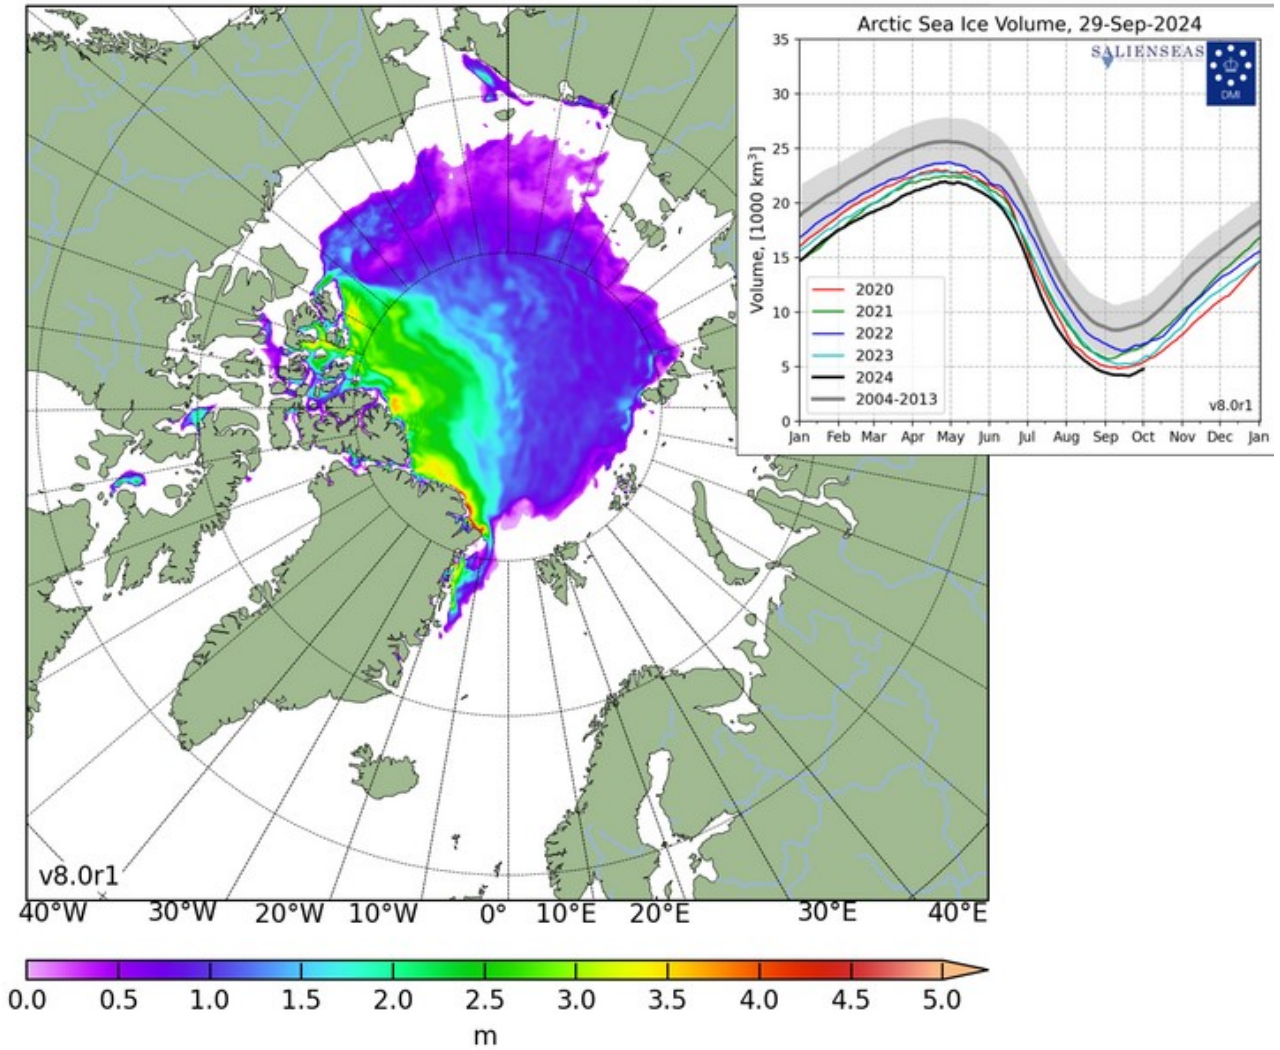 Arctic Sea Ice Volume, 29-Sep-2024
SALIENSEAS
DMI
Volume, [1000 km³]
35
30
25
20
15
10
5
0
2020
2021
2022
2023
2024
2004-2013
v8.0r1
Jan Feb Mar Apr May Jun Jul Aug Sep Oct Nov Dec Jan
v8.0r1
40°W 30°W 20°W 10°W 0° 10°E 20°E 30°E 40°E
0.0 0.5 1.0 1.5 2.0 2.5 3.0 3.5 4.0 4.5 5.0
m